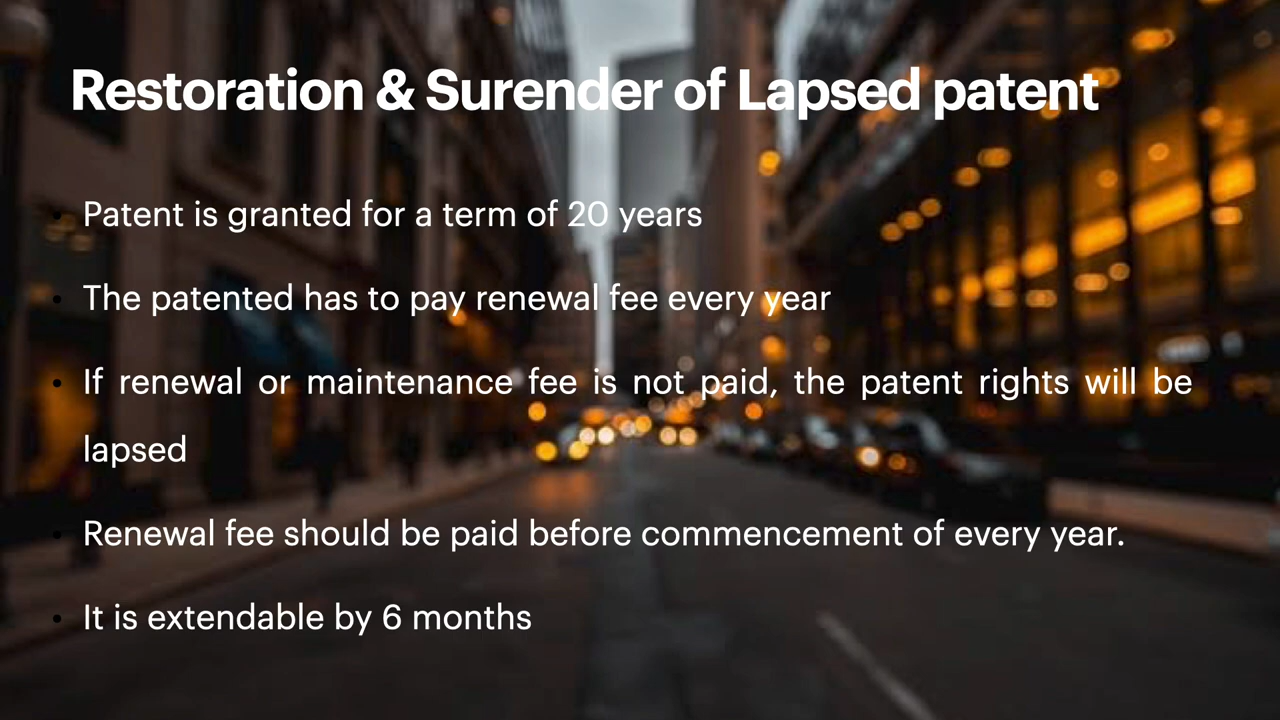 Restoration & Surender of Lapsed patent
• Patent is granted for a term of 20 years
• The patented has to pay renewal fee every year
• If renewal or maintenance fee is not paid, the patent rights will be
lapsed
• Renewal fee should be paid before commencement of every year.
• It is extendable by 6 months